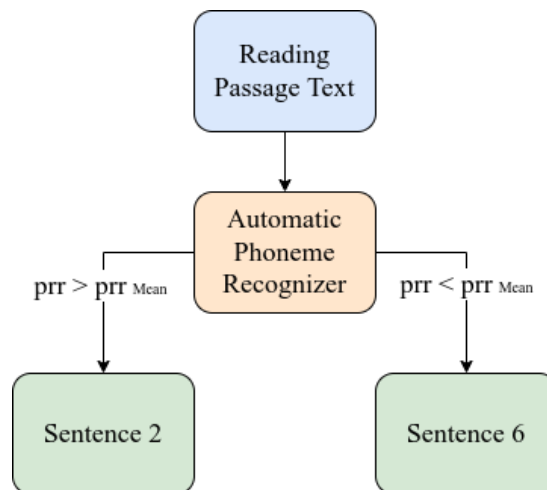 Reading
Passage Text
Automatic
Phoneme
Recognizer
prr > prr Mean
prr < prr Mean
Sentence 2
Sentence 6